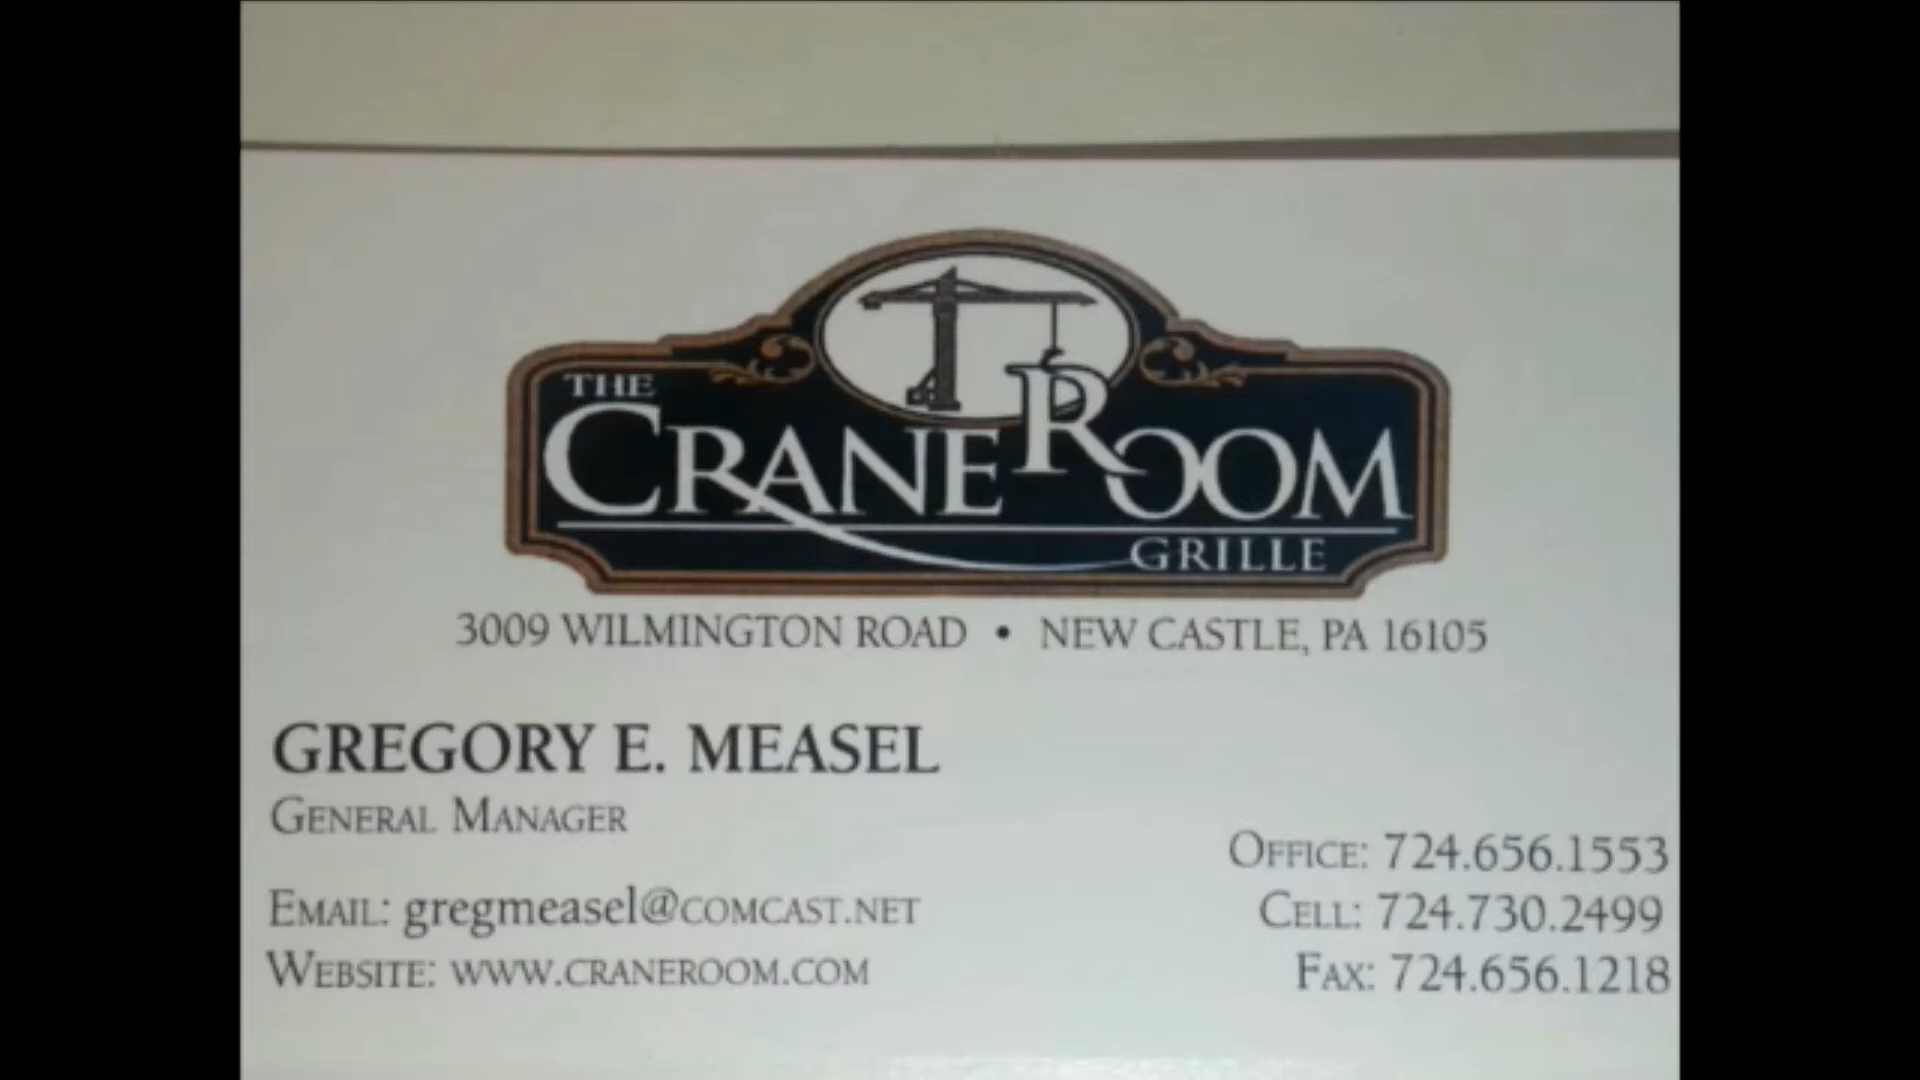 THE
CRANE ROOM
GRILLE
3009 WILMINGTON ROAD • NEW CASTLE, PA 16105
GREGORY E. MEASEL
GENERAL MANAGER
OFFICE: 724.656.1553
EMAIL: gregmeasel@COMCAST.NET
CELL: 724.730.2499
WEBSITE: WWW.CRANEROOM.COM
FAX: 724.656.1218